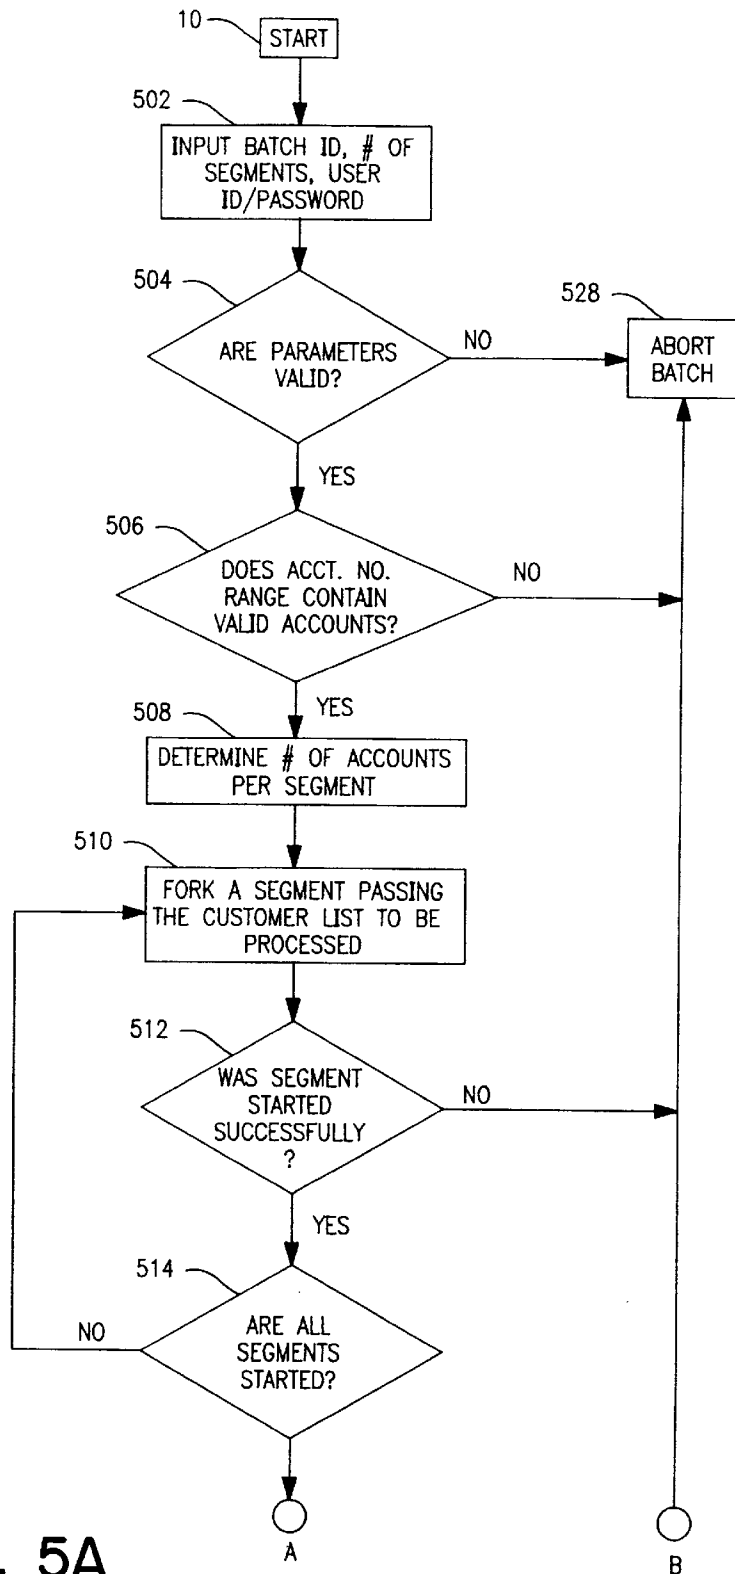 10
START
502
INPUT BATCH ID, # OF
SEGMENTS, USER
ID/PASSWORD
504
ARE PARAMETERS
VALID?
NO
528
ABORT
BATCH
YES
506
DOES ACCT. NO.
RANGE CONTAIN
VALID ACCOUNTS?
NO
YES
508
DETERMINE # OF ACCOUNTS
PER SEGMENT
510
FORK A SEGMENT PASSING
THE CUSTOMER LIST TO BE
PROCESSED
512
WAS SEGMENT
STARTED
SUCCESSFULLY
?
NO
YES
514
ARE ALL
SEGMENTS
STARTED?
NO
A
B
. 5A